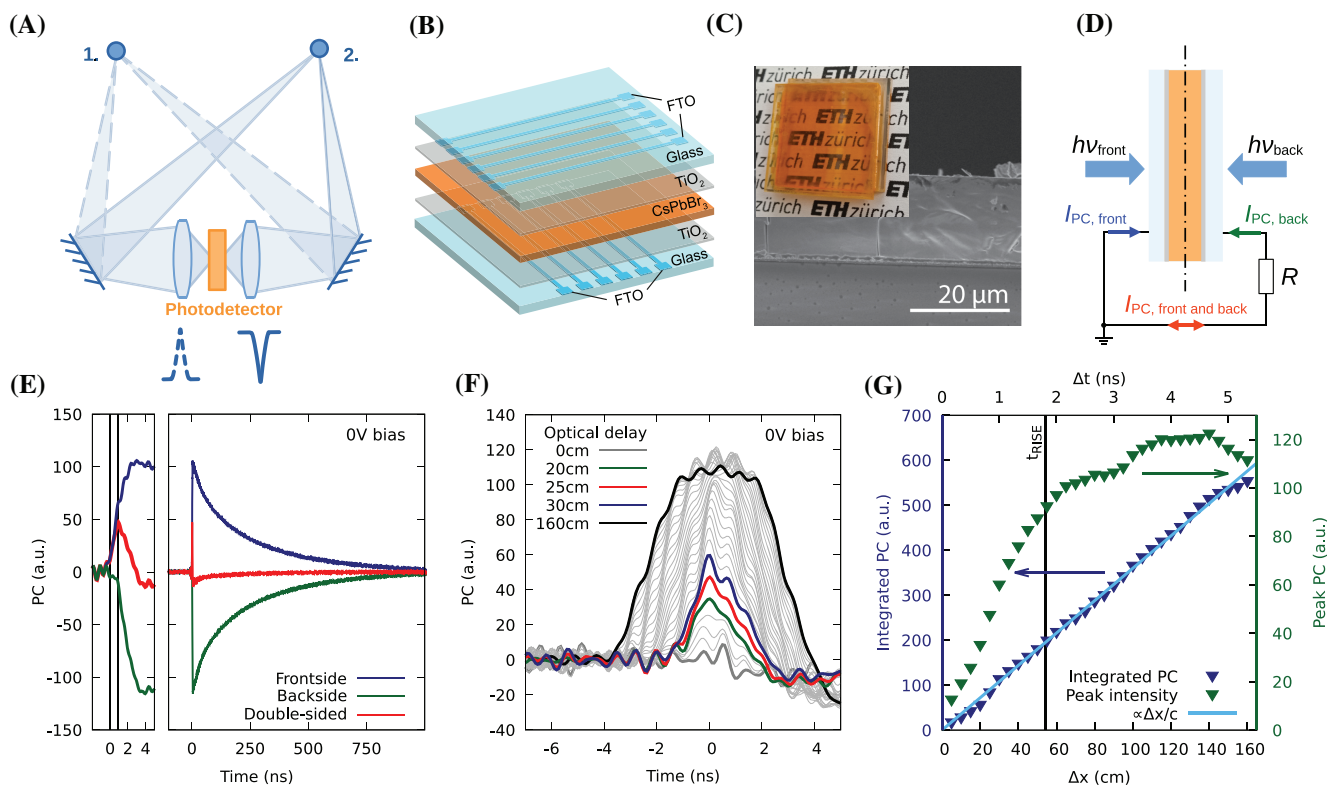 (A)
1.
2.
Photodetector
(B)
FTO
Glass
TiO2
CsPbBr3
TiO2
Glass
FTO
(C)
ETH zürich
20 µm
(D)
hνfront
hνback
IPC, front
IPC, back
R
IPC, front and back
(E)
150
100
50
0
-50
-100
-150
PC (a.u.)
0 2 4
0 250 500 750
Time (ns)
0V bias
Frontside
Backside
Double-sided
(F)
140
120
100
80
60
40
20
0
-20
-40
PC (a.u.)
-6 -4 -2 0 2 4
Time (ns)
0V bias
Optical delay
0cm
20cm
25cm
30cm
160cm
(G)
Δt (ns)
0 1 2 3 4 5
700
600
500
400
300
200
100
0
Integrated PC (a.u.)
tRISE
120
100
80
60
40
20
0
Peak PC (a.u.)
Integrated PC
Peak intensity
∝Δx/c
0 20 40 60 80 100 120 140 160
Δx (cm)